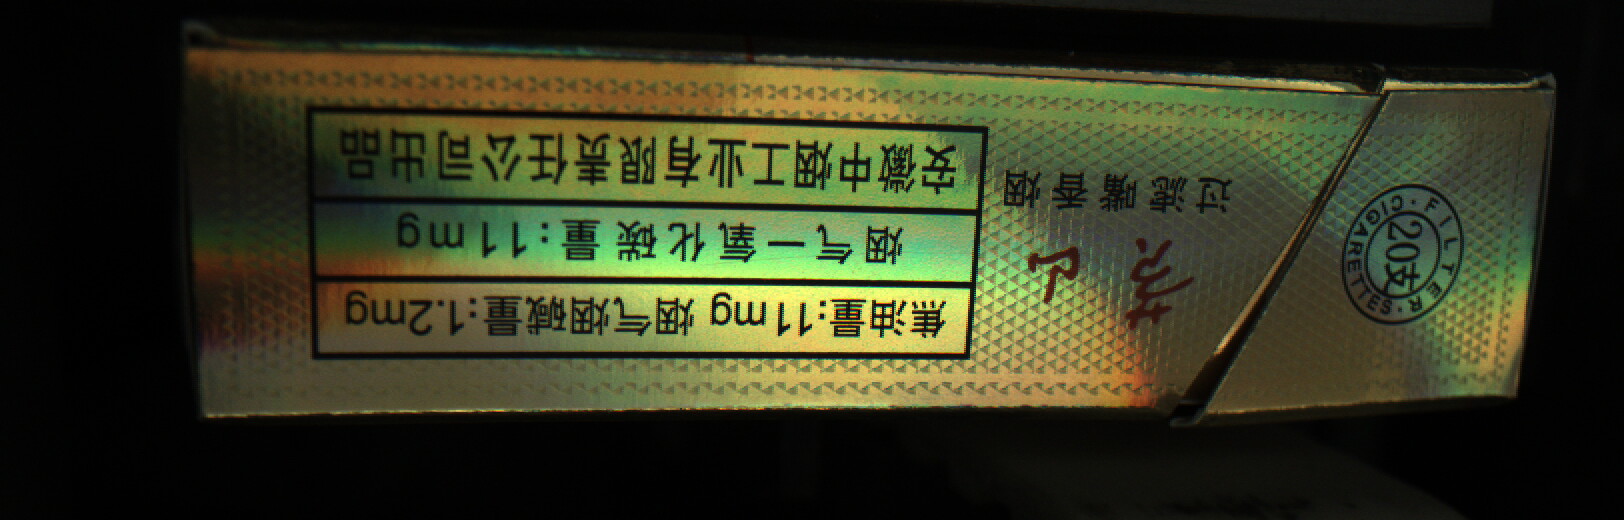 FILTER·CIGARETTES·
20支
黄山
过滤嘴香烟
焦油量:11mg 烟气烟碱量:1.2mg
烟气一氧化碳量:11mg
安徽中烟工业有限责任公司出品